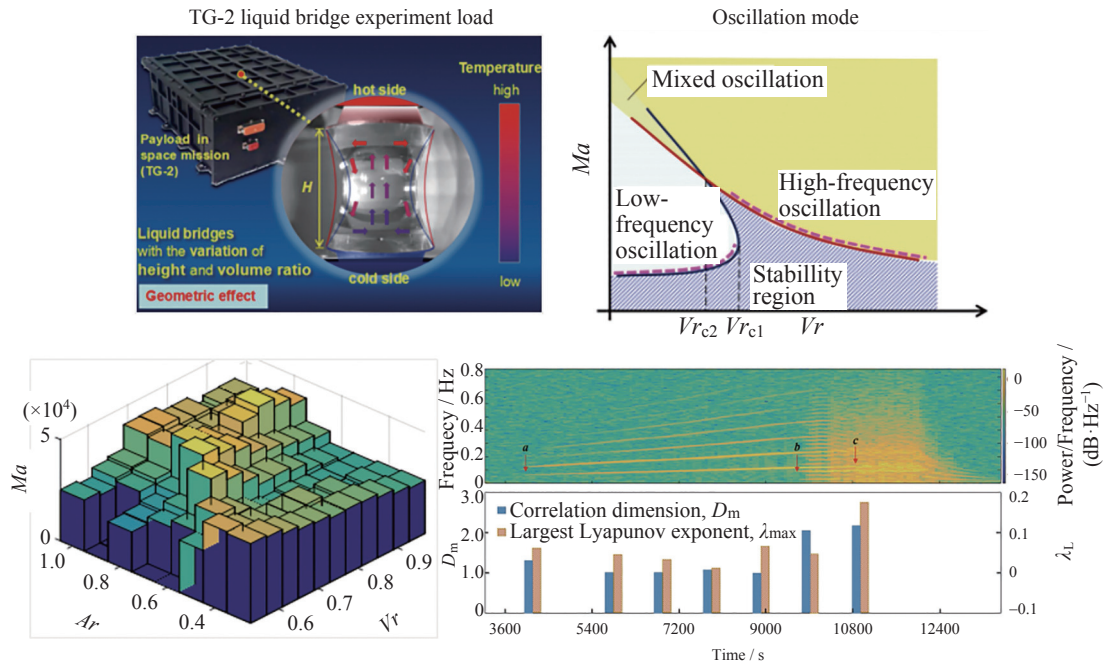 TG-2 liquid bridge experiment load
Temperature
high
hot side
Payload in
space mission
(TG-2)
H
Liquid bridges
with the variation of
height and volume ratio
cold side
low
Geometric effect
Oscillation mode
Mixed oscillation
Ma
High-frequency
oscillation
Low-
frequency
oscillation
Stabillity
region
Vrc2
Vrc1
Vr
(×10⁴)
5
Ma
0
1.0
0.8
0.6
0.4
Ar
0.9
0.8
0.7
0.6
Vr
0.8
0.6
0.4
0.2
0
Frequecy / Hz
a
b
c
0
−50
−100
−150
Power/Frequency /
(dB·Hz⁻¹)
3.0
2.0
1.0
0
Dm
Correlation dimension, Dm
Largest Lyapunov exponent, λmax
0.2
0.1
0
−0.1
λL
3600
5400
7200
9000
10800
12400
Time / s